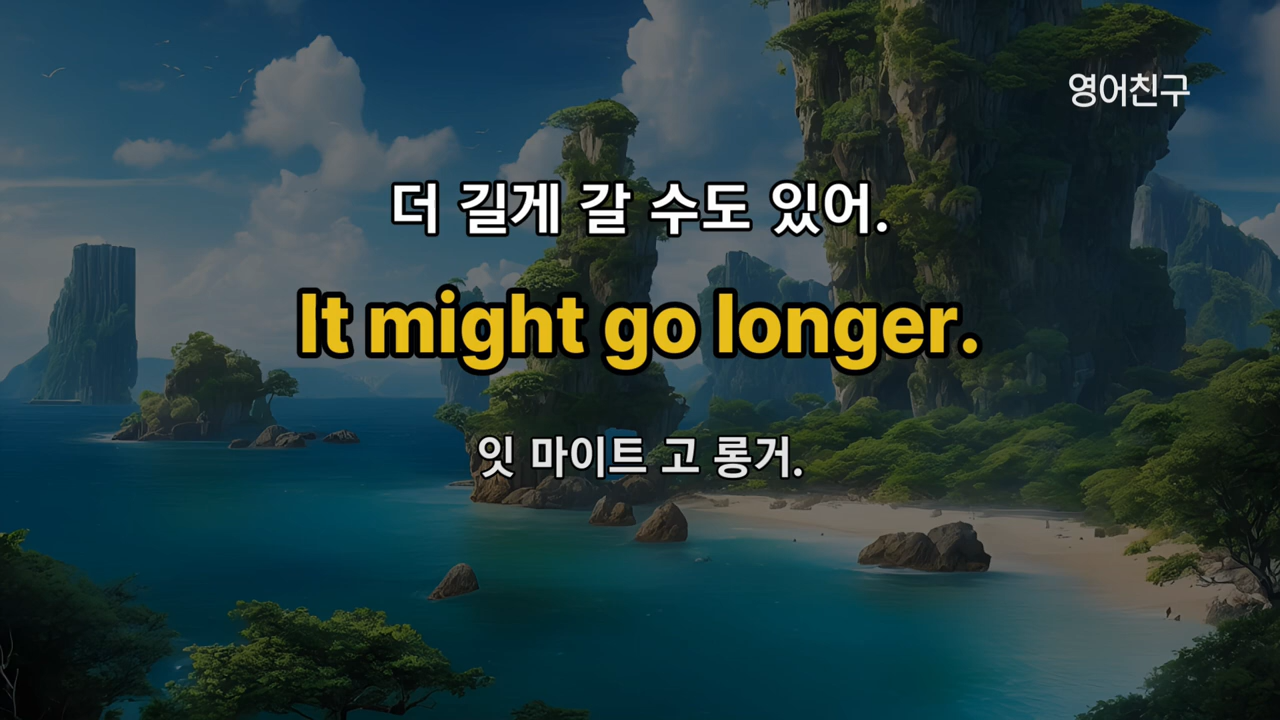 영어친구
더 길게 갈 수도 있어.
It might go longer.
잇 마이트 고 롱거.